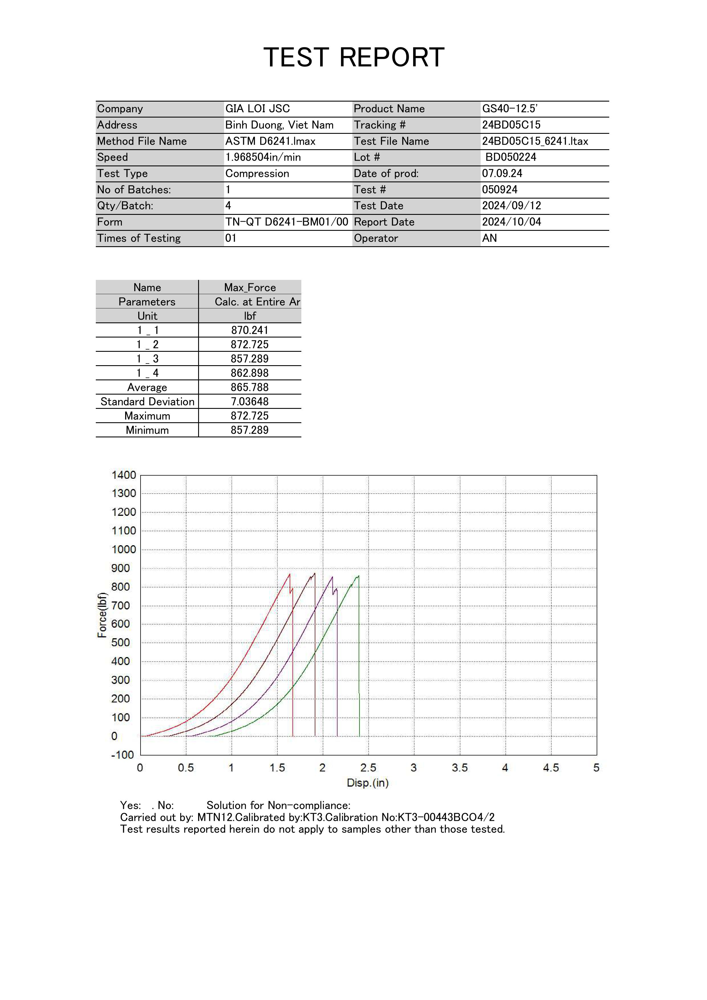 TEST REPORT
Company GIA LOI JSC Product Name GS40-12.5'
Address Binh Duong, Viet Nam Tracking # 24BD05C15
Method File Name ASTM D6241.lmax Test File Name 24BD05C15_6241.ltax
Speed 1.968504in/min Lot # BD050224
Test Type Compression Date of prod: 07.09.24
No of Batches: 1 Test # 050924
Qty/Batch: 4 Test Date 2024/09/12
Form TN-QT D6241-BM01/00 Report Date 2024/10/04
Times of Testing 01 Operator AN
Name Max_Force
Parameters Calc. at Entire Ar
Unit lbf
1 _ 1 870.241
1 _ 2 872.725
1 _ 3 857.289
1 _ 4 862.898
Average 865.788
Standard Deviation 7.03648
Maximum 872.725
Minimum 857.289
1400
1300
1200
1100
1000
900
800
700
600
500
400
300
200
100
0
-100
Force(lbf)
0 0.5 1 1.5 2 2.5 3 3.5 4 4.5 5
Disp.(in)
Yes: . No: Solution for Non-compliance:
Carried out by: MTN12.Calibrated by:KT3.Calibration No:KT3-00443BCO4/2
Test results reported herein do not apply to samples other than those tested.